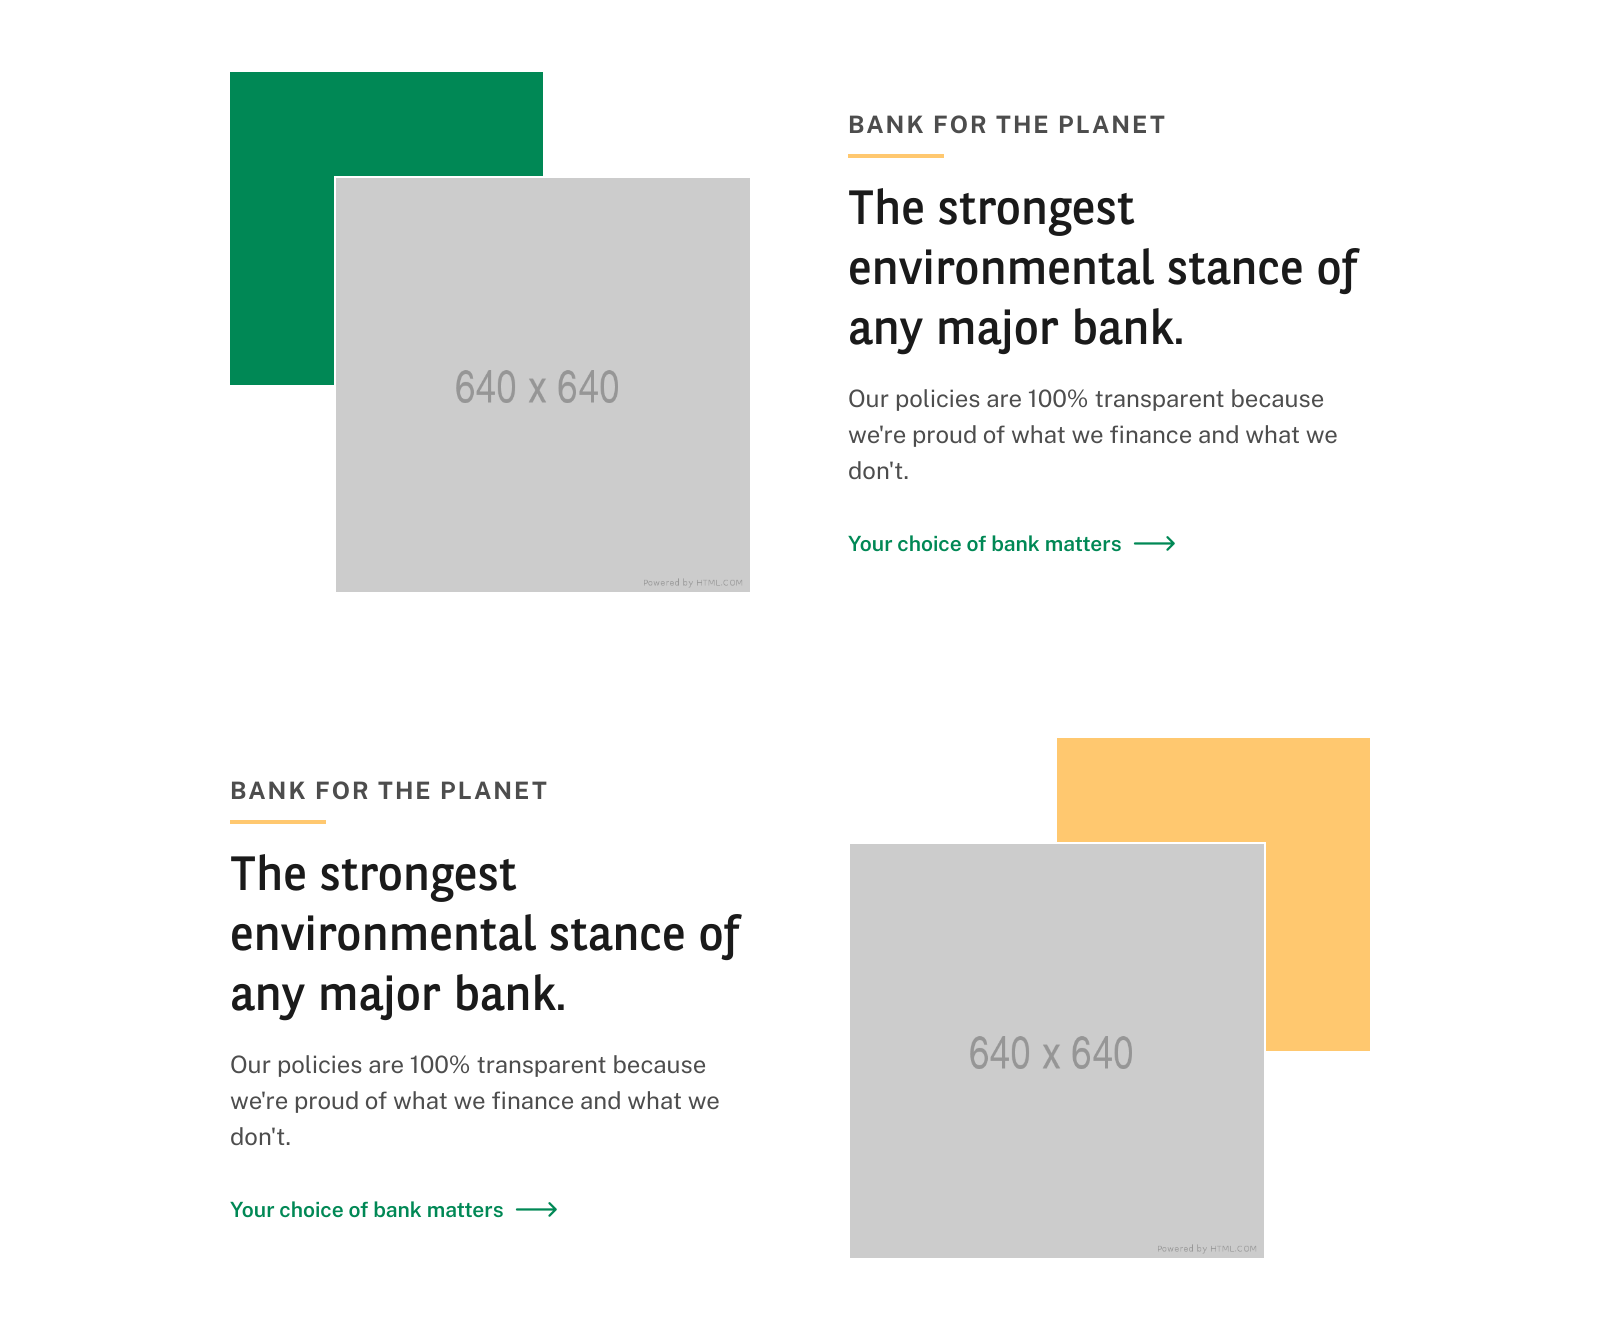 BANK FOR THE PLANET
The strongest
environmental stance of
any major bank.
Our policies are 100% transparent because
we're proud of what we finance and what we
don't.
Your choice of bank matters
640 x 640
Powered by HTML.COM
BANK FOR THE PLANET
The strongest
environmental stance of
any major bank.
Our policies are 100% transparent because
we're proud of what we finance and what we
don't.
Your choice of bank matters
640 x 640
Powered by HTML.COM